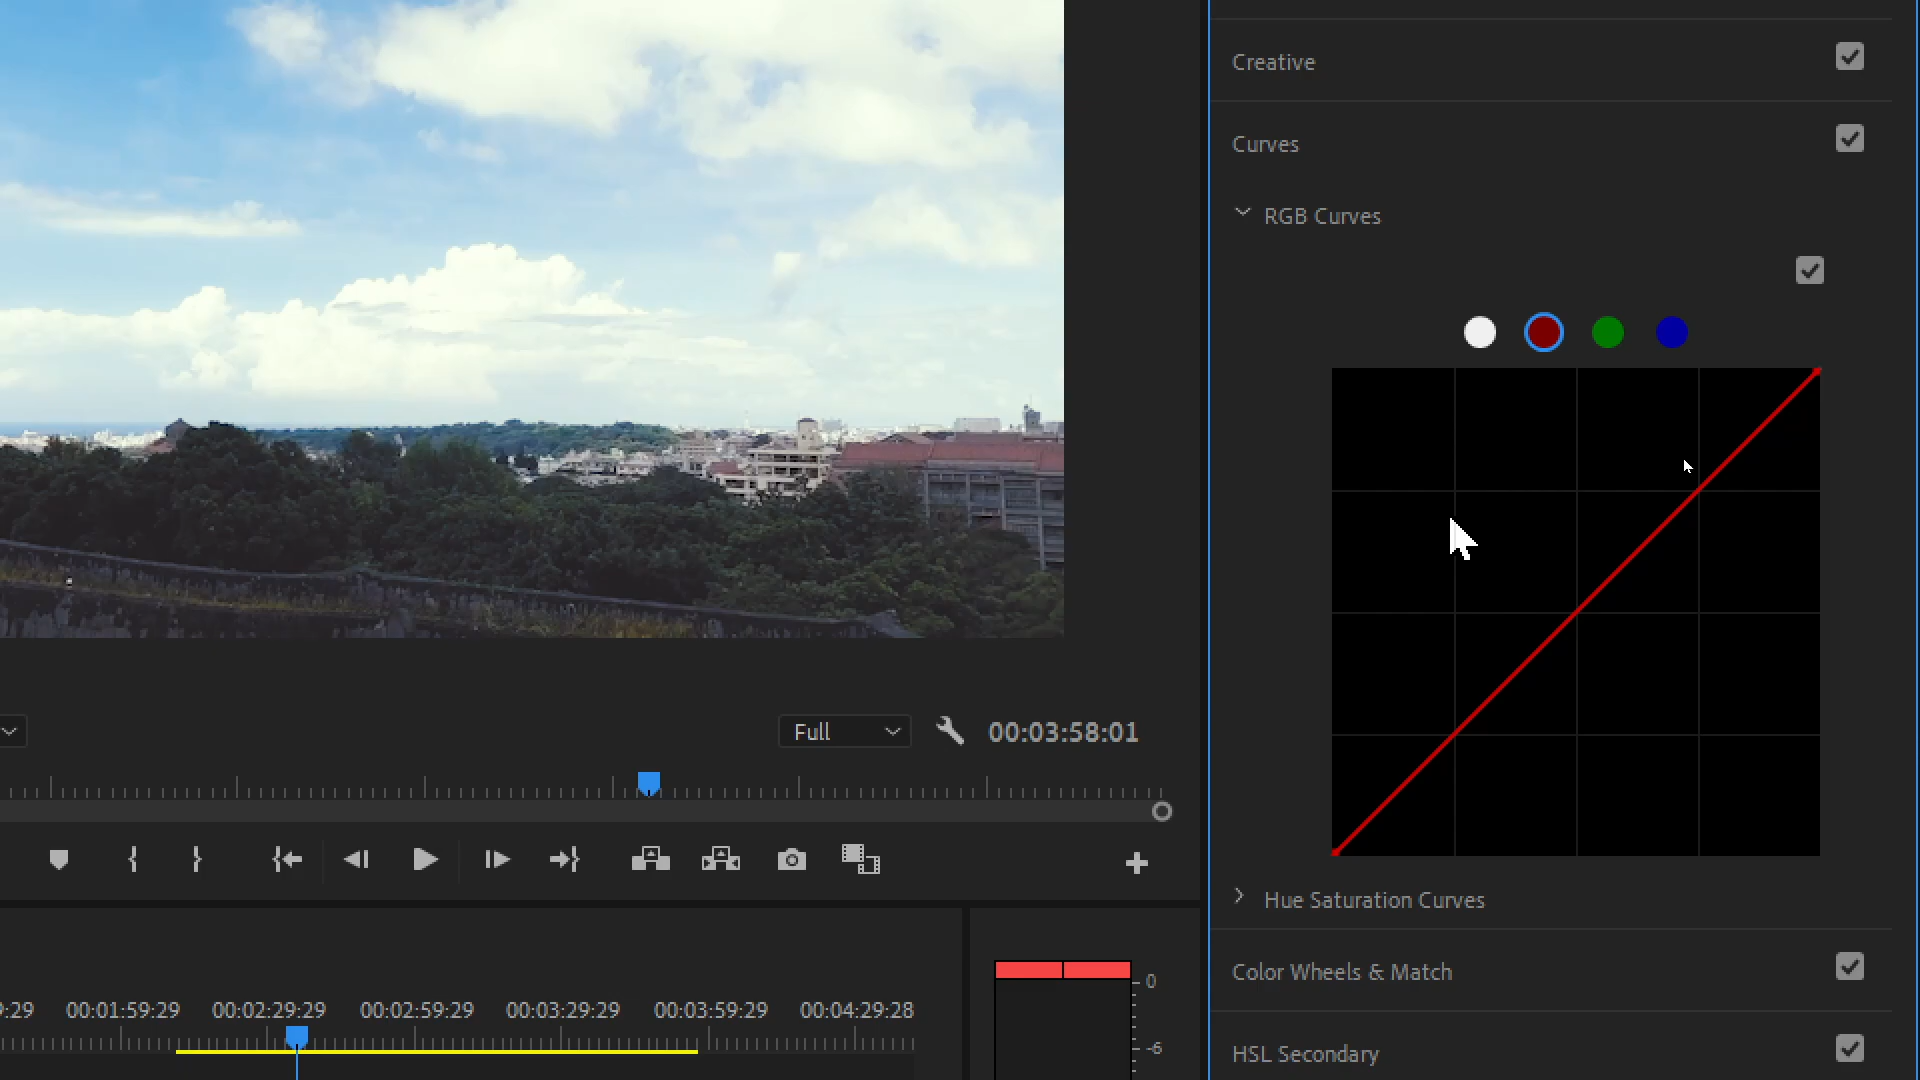 Creative
Curves
RGB Curves
Full
00:03:58:01
Hue Saturation Curves
Color Wheels & Match
HSL Secondary
:29 00:01:59:29 00:02:29:29 00:02:59:29 00:03:29:29 00:03:59:29 00:04:29:28
0
-6